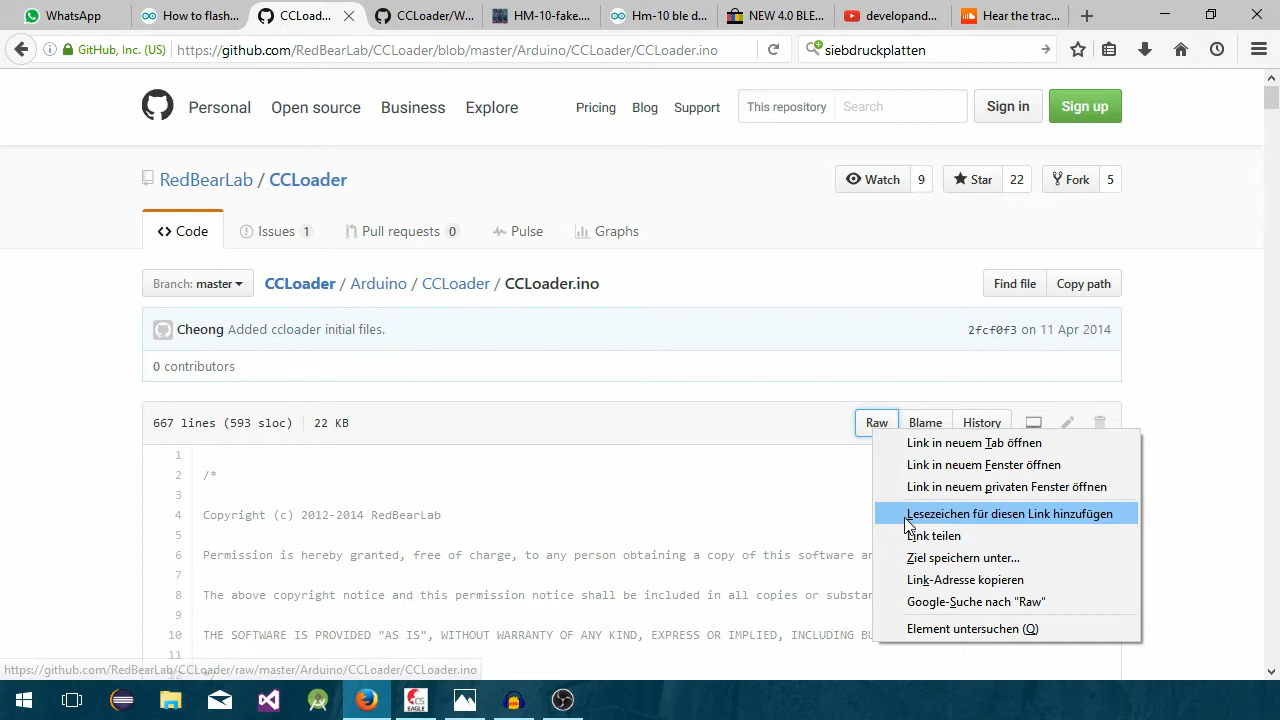 WhatsApp
How to flash...
CCLoad...
CCLoader/W...
HM-10-fake....
Hm-10 ble d...
NEW 4.0 BLE...
developand...
Hear the trac...
GitHub, Inc. (US)
https://github.com/RedBearLab/CCLoader/blob/master/Arduino/CCLoader/CCLoader.ino
siebdruckplatten
Personal Open source Business Explore
Pricing Blog Support
This repository Search
Sign in
Sign up
RedBearLab / CCLoader
Watch 9
Star 22
Fork 5
Code
Issues 1
Pull requests 0
Pulse
Graphs
Branch: master
CCLoader / Arduino / CCLoader / CCLoader.ino
Find file
Copy path
Cheong Added ccloader initial files.
2fcf0f3 on 11 Apr 2014
0 contributors
667 lines (593 sloc) 22 KB
Raw Blame History
1
2 /*
3
4 Copyright (c) 2012-2014 RedBearLab
5
6 Permission is hereby granted, free of charge, to any person obtaining a copy of this software an
7
8 The above copyright notice and this permission notice shall be included in all copies or substan
9
10 THE SOFTWARE IS PROVIDED "AS IS", WITHOUT WARRANTY OF ANY KIND, EXPRESS OR IMPLIED, INCLUDING BU
11
Link in neuem Tab öffnen
Link in neuem Fenster öffnen
Link in neuem privaten Fenster öffnen
Lesezeichen für diesen Link hinzufügen
Link teilen
Ziel speichern unter...
Link-Adresse kopieren
Google-Suche nach "Raw"
Element untersuchen (Q)
https://github.com/RedBearLab/CCLoader/raw/master/Arduino/CCLoader/CCLoader.ino
CS
EAGLE